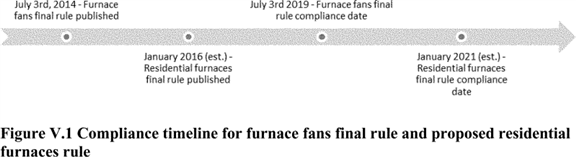 July 3rd, 2014 - Furnace
fans final rule published
July 3rd 2019 - Furnace fans final
rule compliance date
January 2016 (est.) -
Residential furnaces
final rule published
January 2021 (est.) -
Residential furnaces
final rule compliance
date
Figure V.1 Compliance timeline for furnace fans final rule and proposed residential
furnaces rule